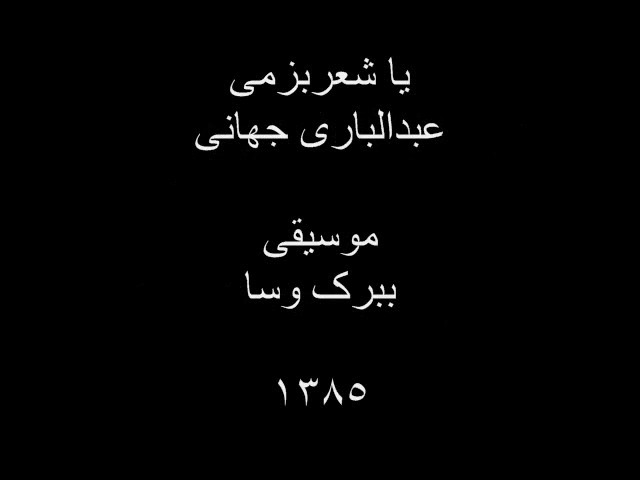 یا شعربزمی
عبدالباری جهانی
موسیقی
ببرک وسا
۱۳۸۵